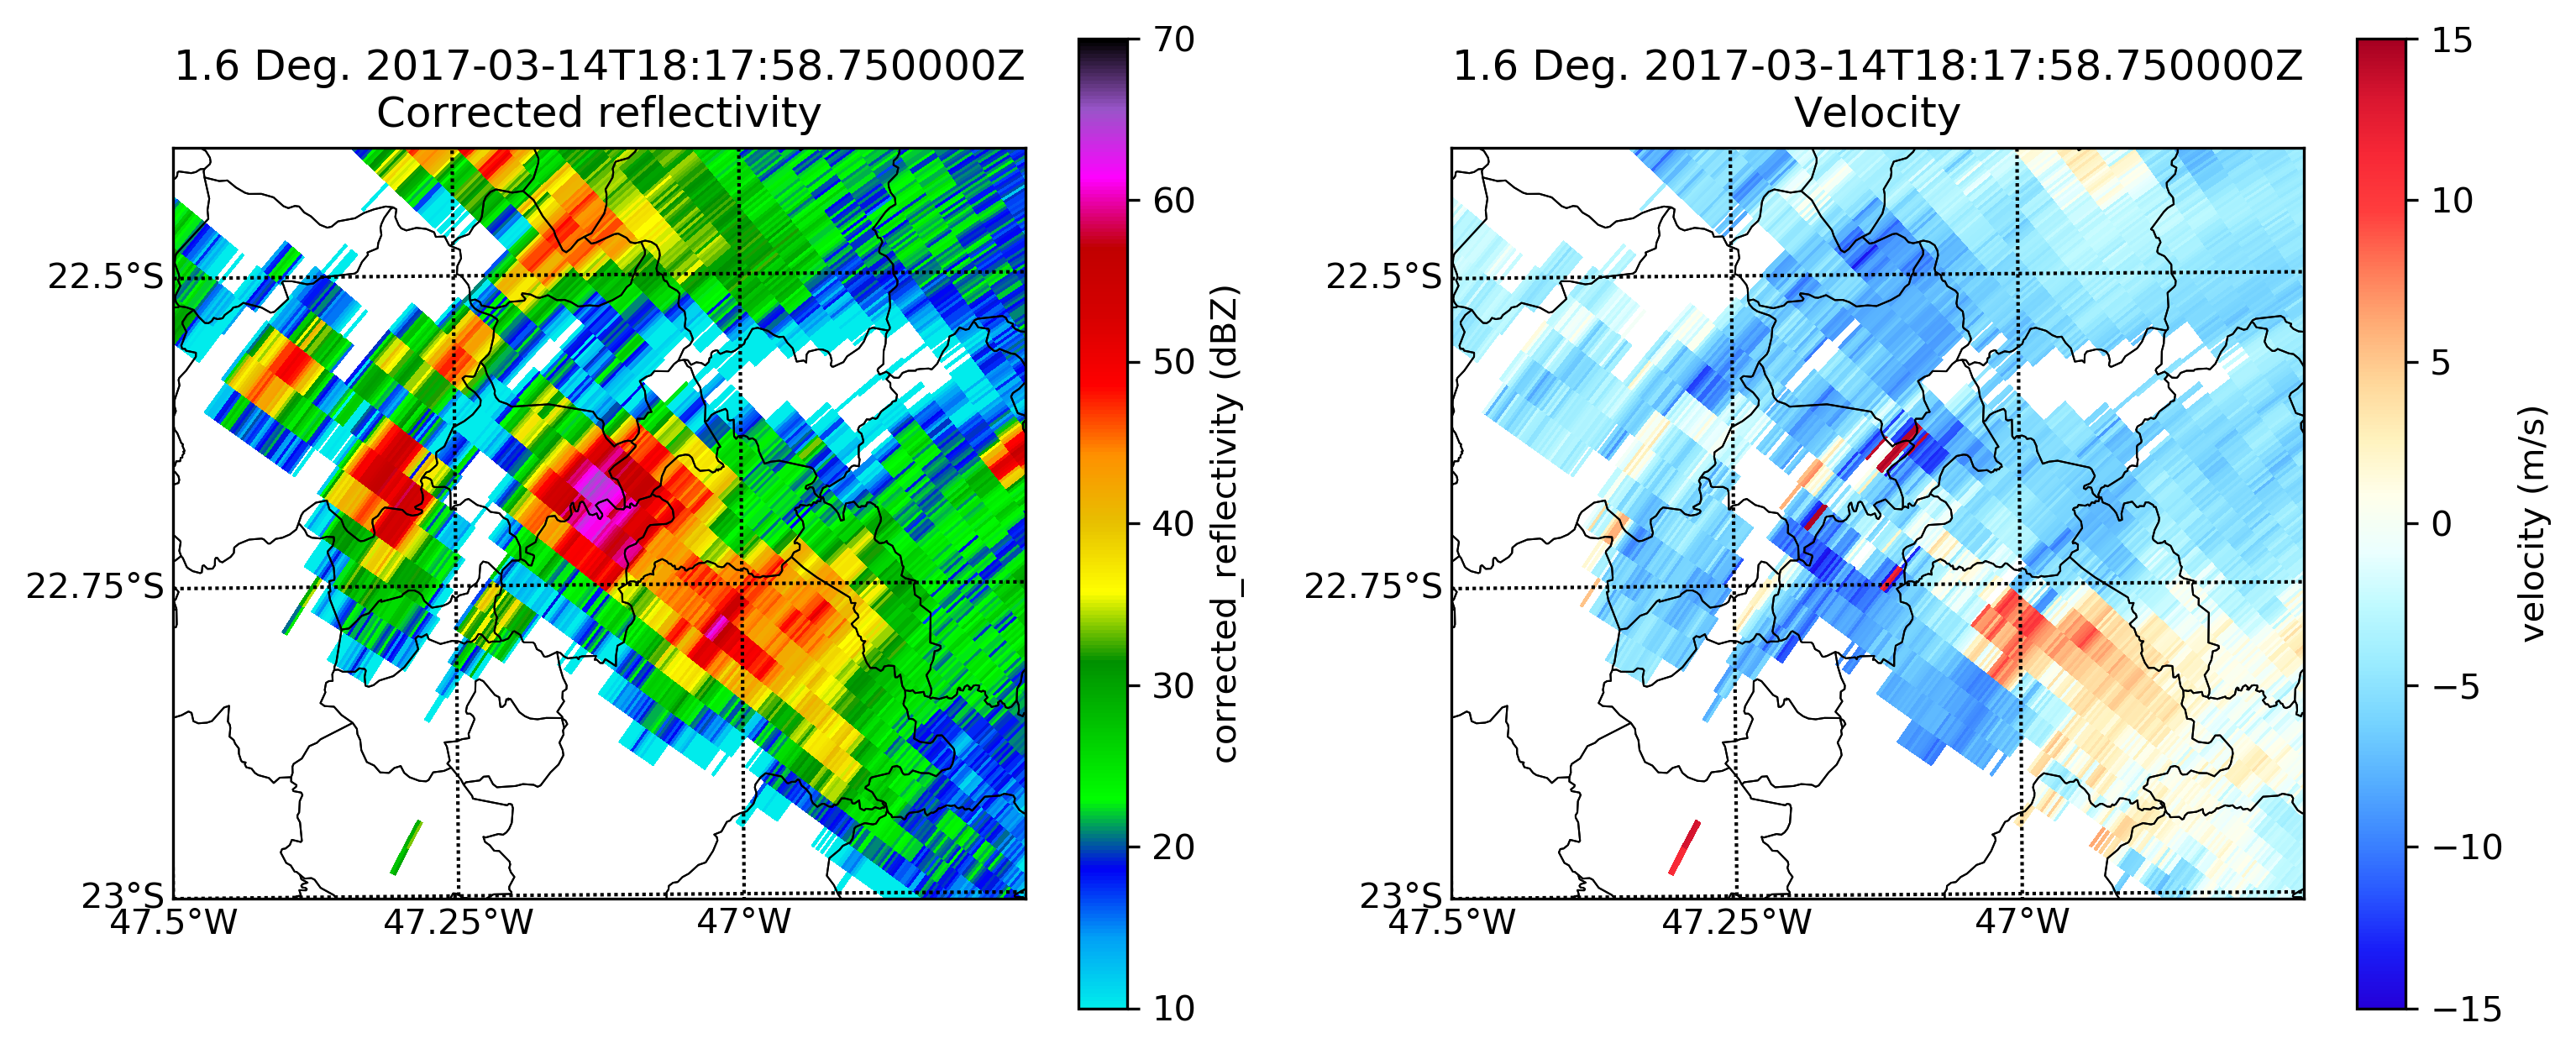 1.6 Deg. 2017-03-14T18:17:58.750000Z
Corrected reflectivity
22.5°S
22.75°S
23°S
47.5°W
47.25°W
47°W
70
60
50
40
30
20
10
corrected_reflectivity (dBZ)
1.6 Deg. 2017-03-14T18:17:58.750000Z
Velocity
22.5°S
22.75°S
23°S
47.5°W
47.25°W
47°W
15
10
5
0
−5
−10
−15
velocity (m/s)